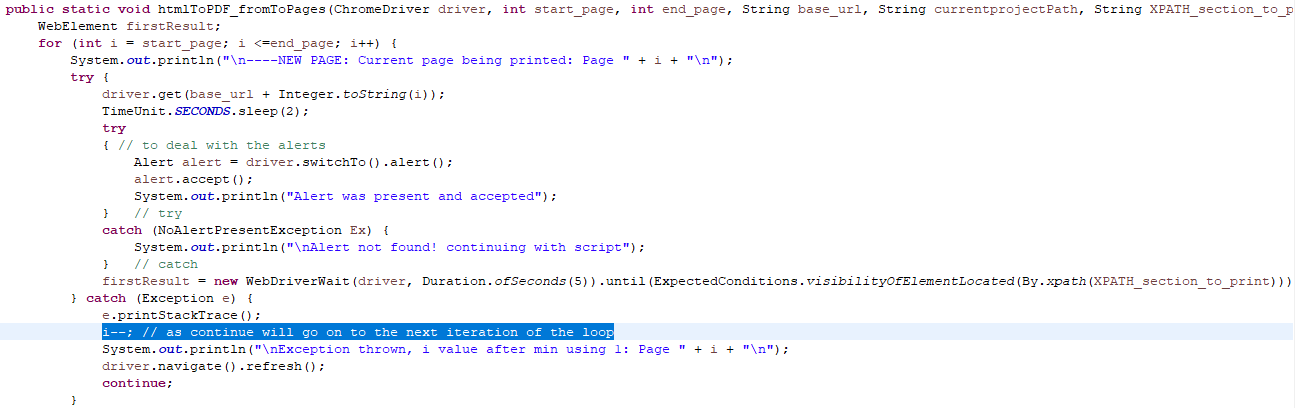 public static void htmlToPDF_fromToPages(ChromeDriver driver, int start_page, int end_page, String base_url, String currentprojectPath, String XPATH_section_to_p
    WebElement firstResult;
    for (int i = start_page; i <=end_page; i++) {
        System.out.println("\n----NEW PAGE: Current page being printed: Page " + i + "\n");
        try {
            driver.get(base_url + Integer.toString(i));
            TimeUnit.SECONDS.sleep(2);
            try
            { // to deal with the alerts
                Alert alert = driver.switchTo().alert();
                alert.accept();
                System.out.println("Alert was present and accepted");
            }   // try
            catch (NoAlertPresentException Ex) {
                System.out.println("\nAlert not found! continuing with script");
            }   // catch
            firstResult = new WebDriverWait(driver, Duration.ofSeconds(5)).until(ExpectedConditions.visibilityOfElementLocated(By.xpath(XPATH_section_to_print)))
        } catch (Exception e) {
            e.printStackTrace();
            i--; // as continue will go on to the next iteration of the loop
            System.out.println("\nException thrown, i value after min using 1: Page " + i + "\n");
            driver.navigate().refresh();
            continue;
        }